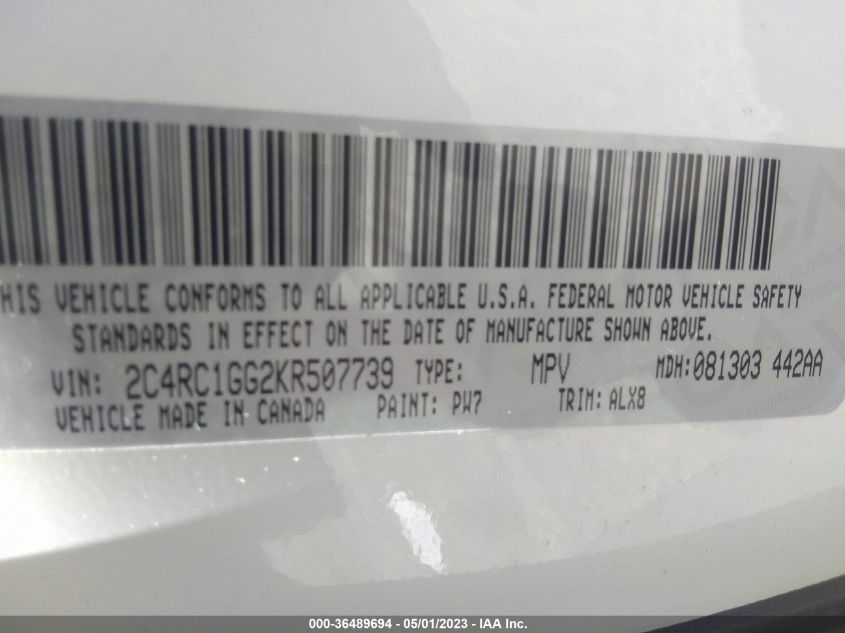 HIS VEHICLE CONFORMS TO ALL APPLICABLE U.S.A. FEDERAL MOTOR VEHICLE SAFETY
STANDARDS IN EFFECT ON THE DATE OF MANUFACTURE SHOWN ABOVE.
VIN: 2C4RC1GG2KR507739 TYPE: MPV MDH:081303 442AA
VEHICLE MADE IN CANADA PAINT: PW7 TRIM: ALX8
000-36489694 - 05/01/2023 - IAA Inc.